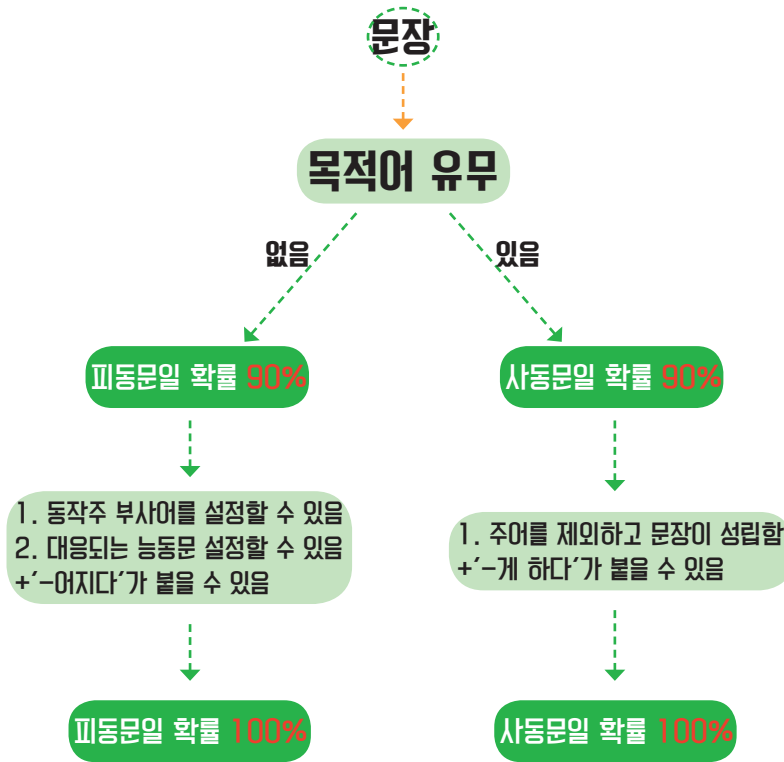 문장
목적어 유무
없음
있음
피동문일 확률 90%
사동문일 확률 90%
1. 동작주 부사어를 설정할 수 있음
2. 대응되는 능동문 설정할 수 있음
+'-어지다'가 붙을 수 있음
1. 주어를 제외하고 문장이 성립함
+'-게 하다'가 붙을 수 있음
피동문일 확률 100%
사동문일 확률 100%